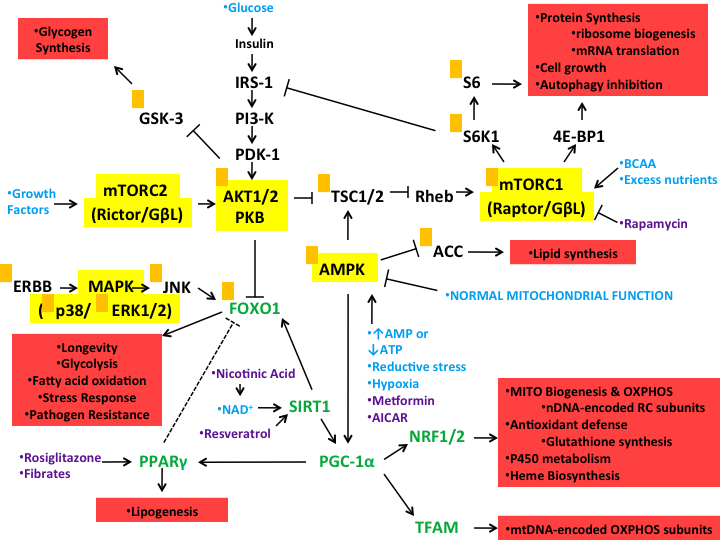 •Glucose
Insulin
IRS-1
PI3-K
PDK-1
•Glycogen
Synthesis
GSK-3
•Protein Synthesis
•ribosome biogenesis
•mRNA translation
•Cell growth
•Autophagy inhibition
S6
S6K1
4E-BP1
•BCAA
•Excess nutrients
•Rapamycin
•Growth
Factors
mTORC2
(Rictor/GβL)
AKT1/2
PKB
TSC1/2
Rheb
mTORC1
(Raptor/GβL)
ACC
•Lipid synthesis
AMPK
•NORMAL MITOCHONDRIAL FUNCTION
ERBB
MAPK
( p38/ ERK1/2)
JNK
FOXO1
•Longevity
•Glycolysis
•Fatty acid oxidation
•Stress Response
•Pathogen Resistance
•↑AMP or
↓ATP
•Reductive stress
•Hypoxia
•Metformin
•AICAR
•Nicotinic Acid
•NAD⁺
•Resveratrol
SIRT1
•Rosiglitazone
•Fibrates
PPARγ
PGC-1α
NRF1/2
•MITO Biogenesis & OXPHOS
•nDNA-encoded RC subunits
•Antioxidant defense
•Glutathione synthesis
•P450 metabolism
•Heme Biosynthesis
•Lipogenesis
TFAM
•mtDNA-encoded OXPHOS subunits